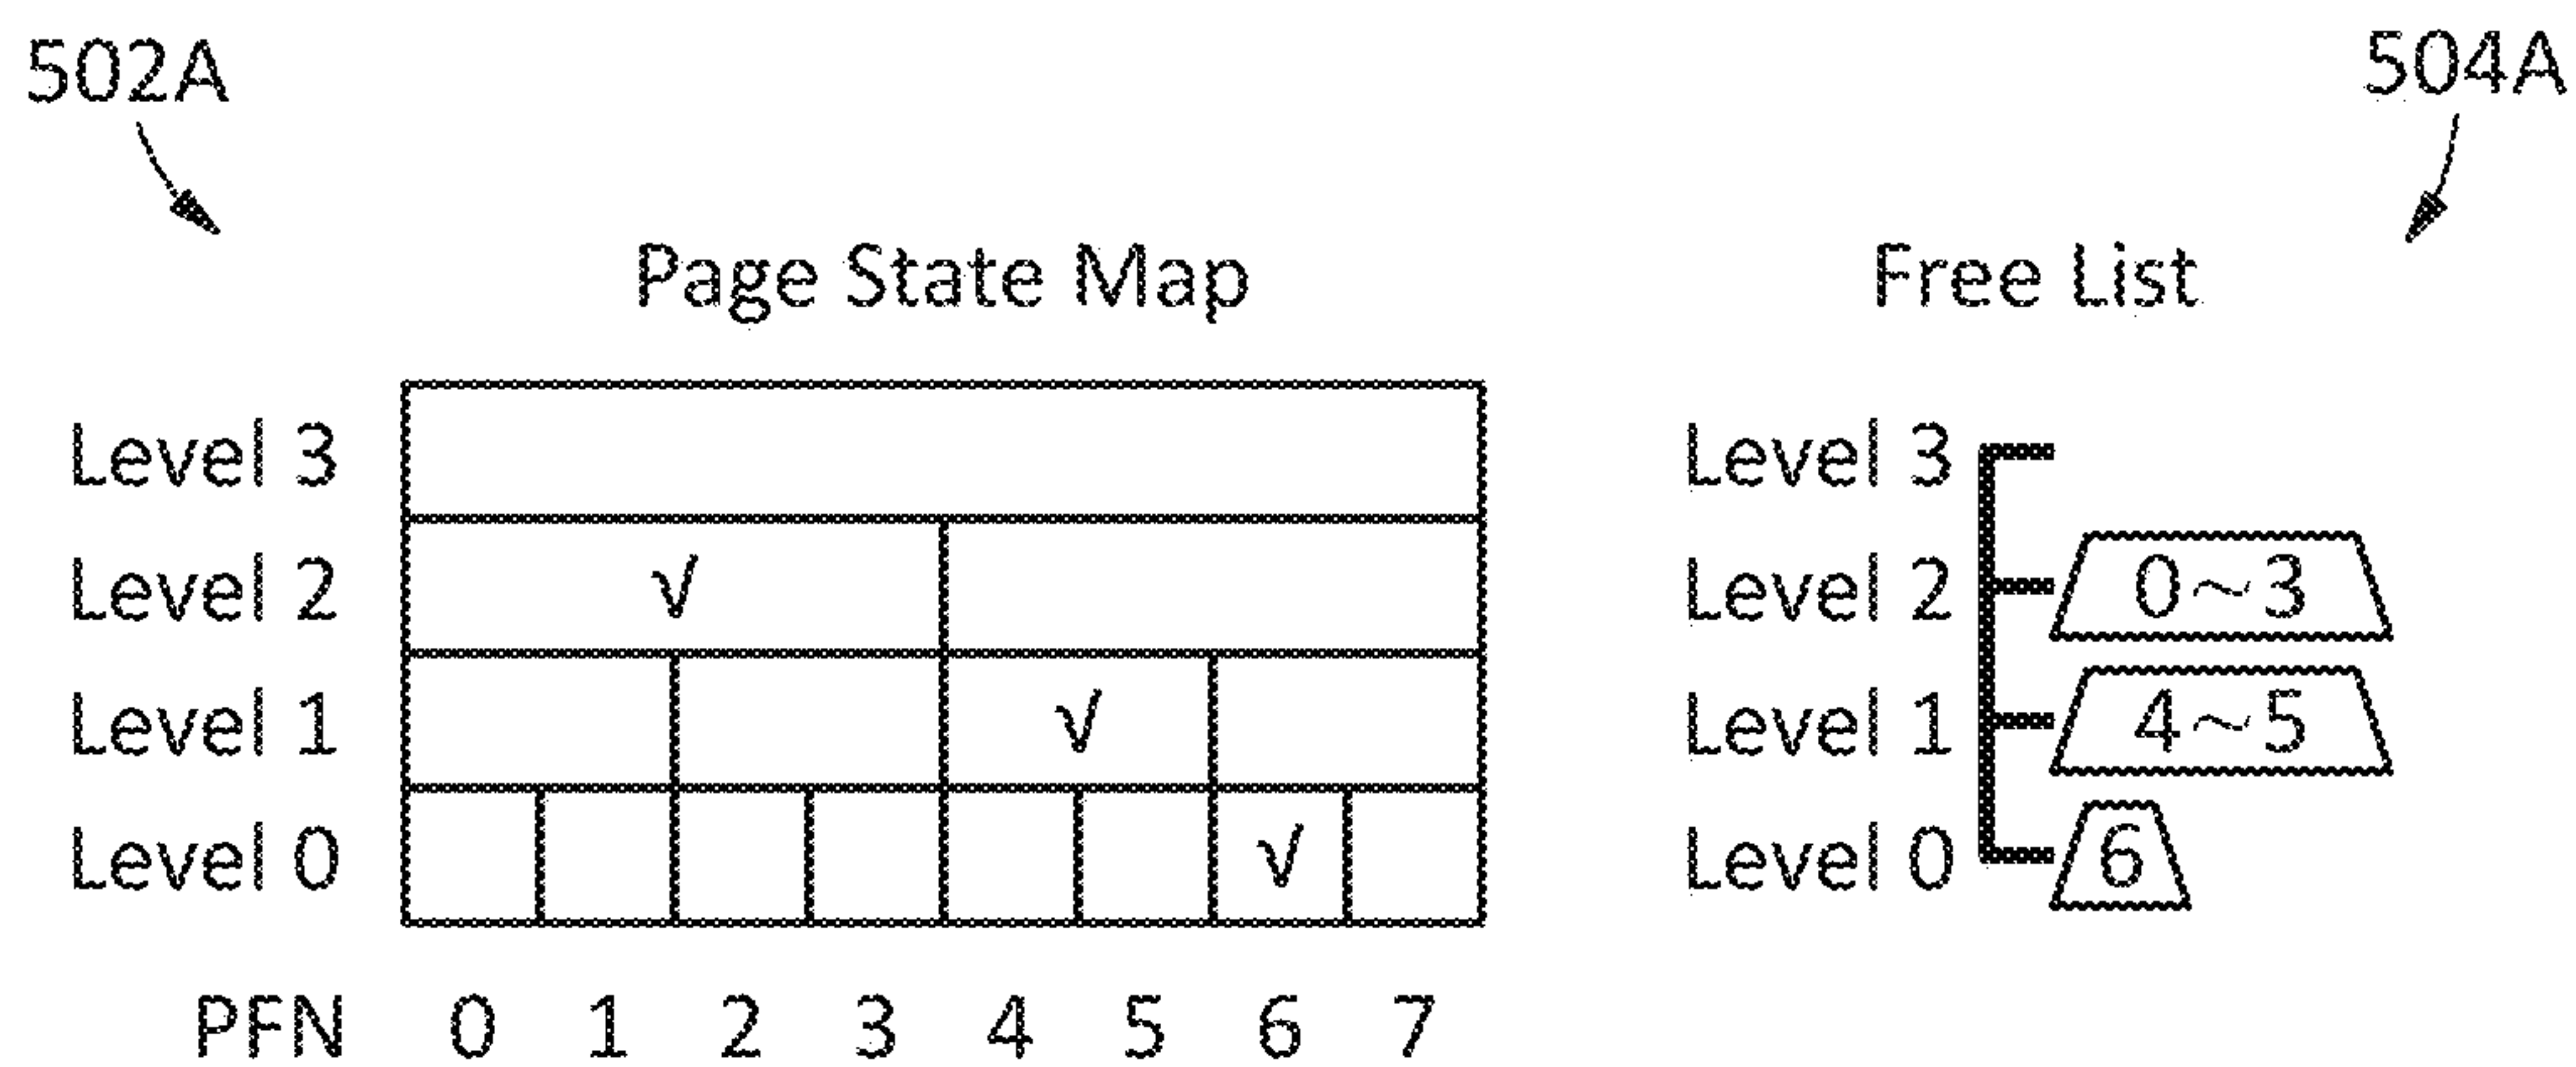 502A 504A
Page State Map Free List
Level 3 Level 3
Level 2 √ Level 2 0~3
Level 1 √ Level 1 4~5
Level 0 √ Level 0 6
PFN 0 1 2 3 4 5 6 7